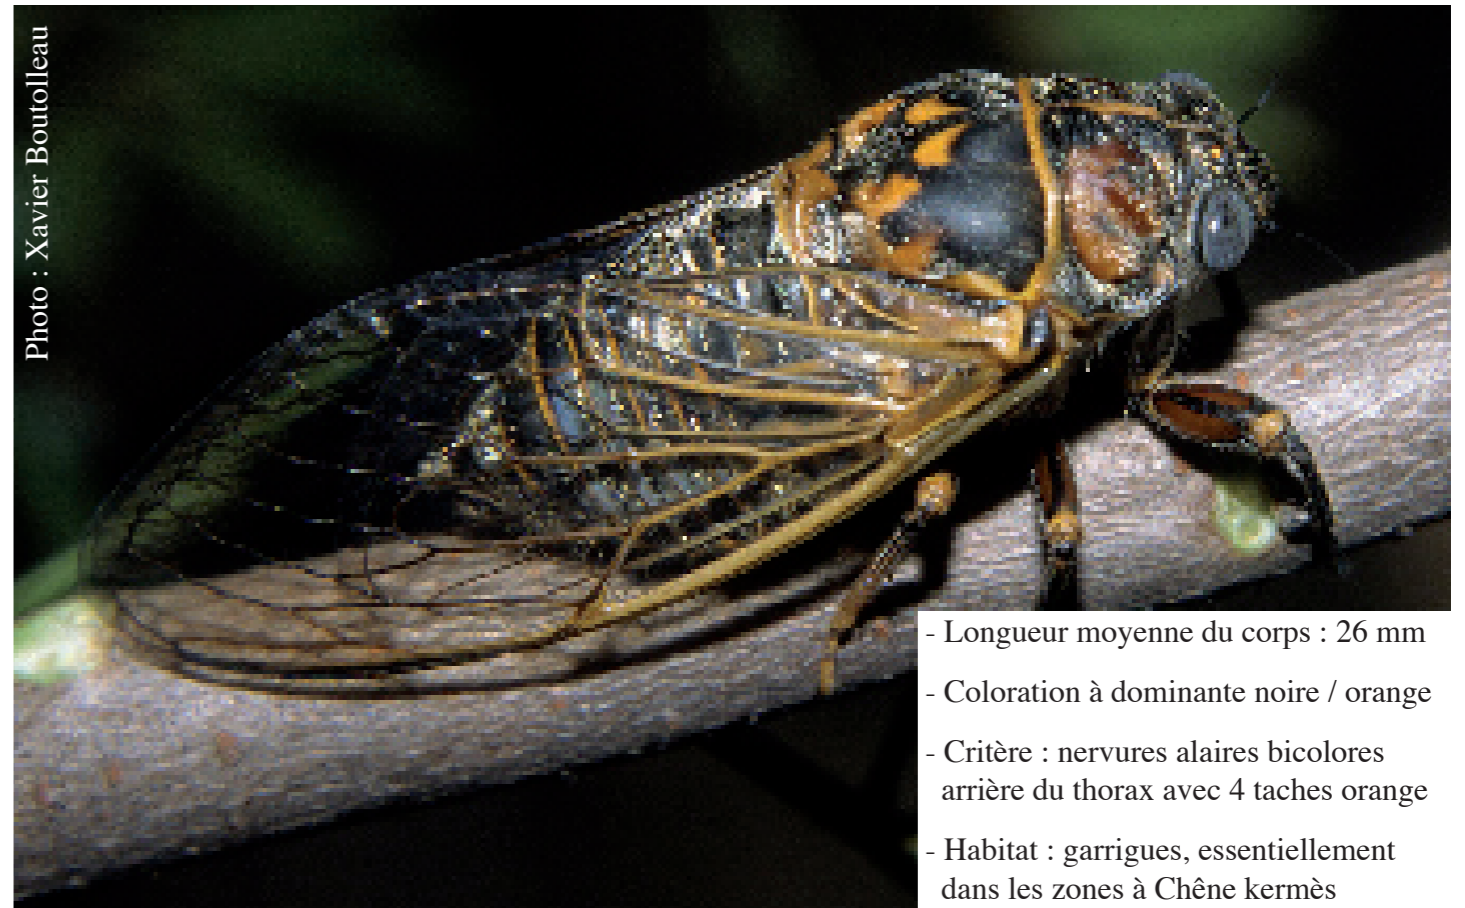 Photo : Xavier Boutolleau
- Longueur moyenne du corps : 26 mm
- Coloration à dominante noire / orange
- Critère : nervures alaires bicolores
arrière du thorax avec 4 taches orange
- Habitat : garrigues, essentiellement
dans les zones à Chêne kermès